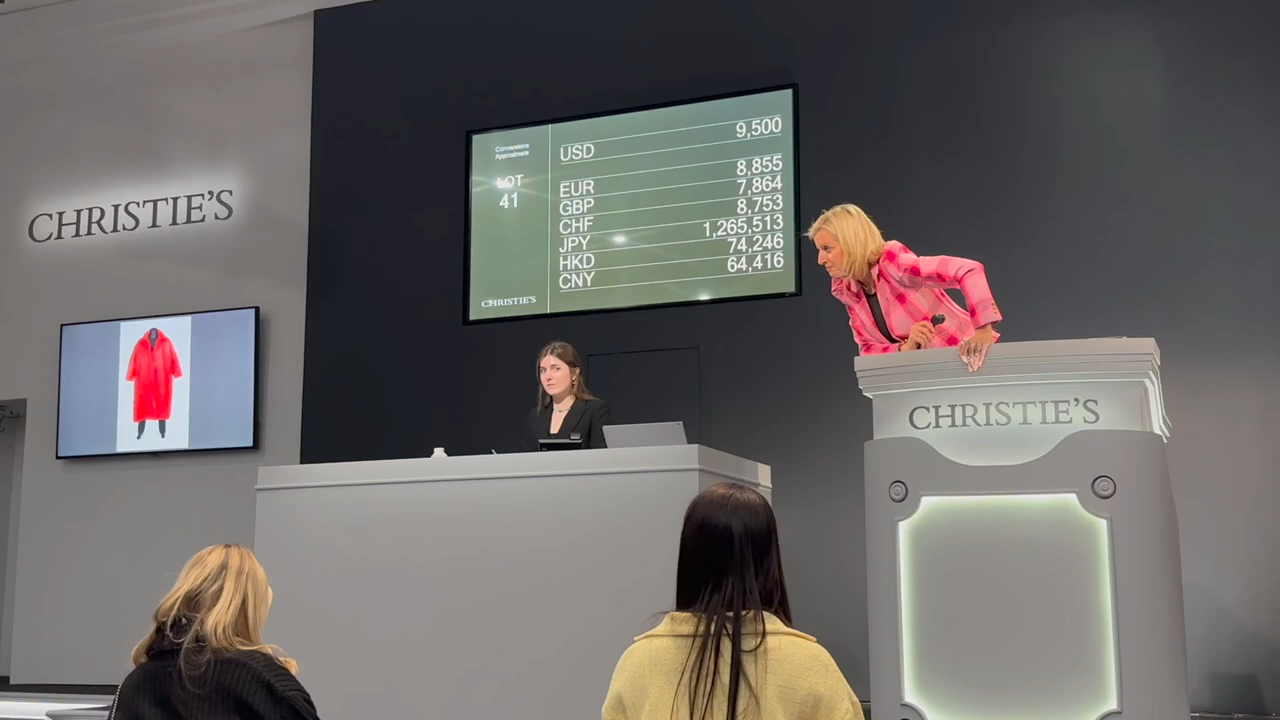 CHRISTIE'S
Conversions
Approximate
LOT
41
CHRISTIE'S
USD 9,500
EUR 8,855
GBP 7,864
CHF 8,753
JPY 1,265,513
HKD 74,246
CNY 64,416
CHRISTIE'S